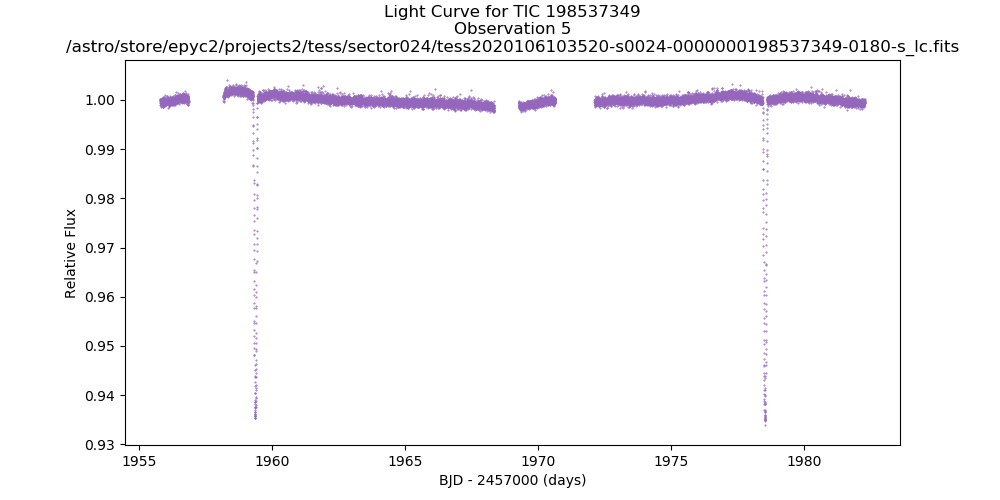 Light Curve for TIC 198537349
Observation 5
/astro/store/epyc2/projects2/tess/sector024/tess2020106103520-s0024-0000000198537349-0180-s_lc.fits
1.00
0.99
0.98
0.97
0.96
0.95
0.94
0.93
Relative Flux
1955 1960 1965 1970 1975 1980
BJD - 2457000 (days)